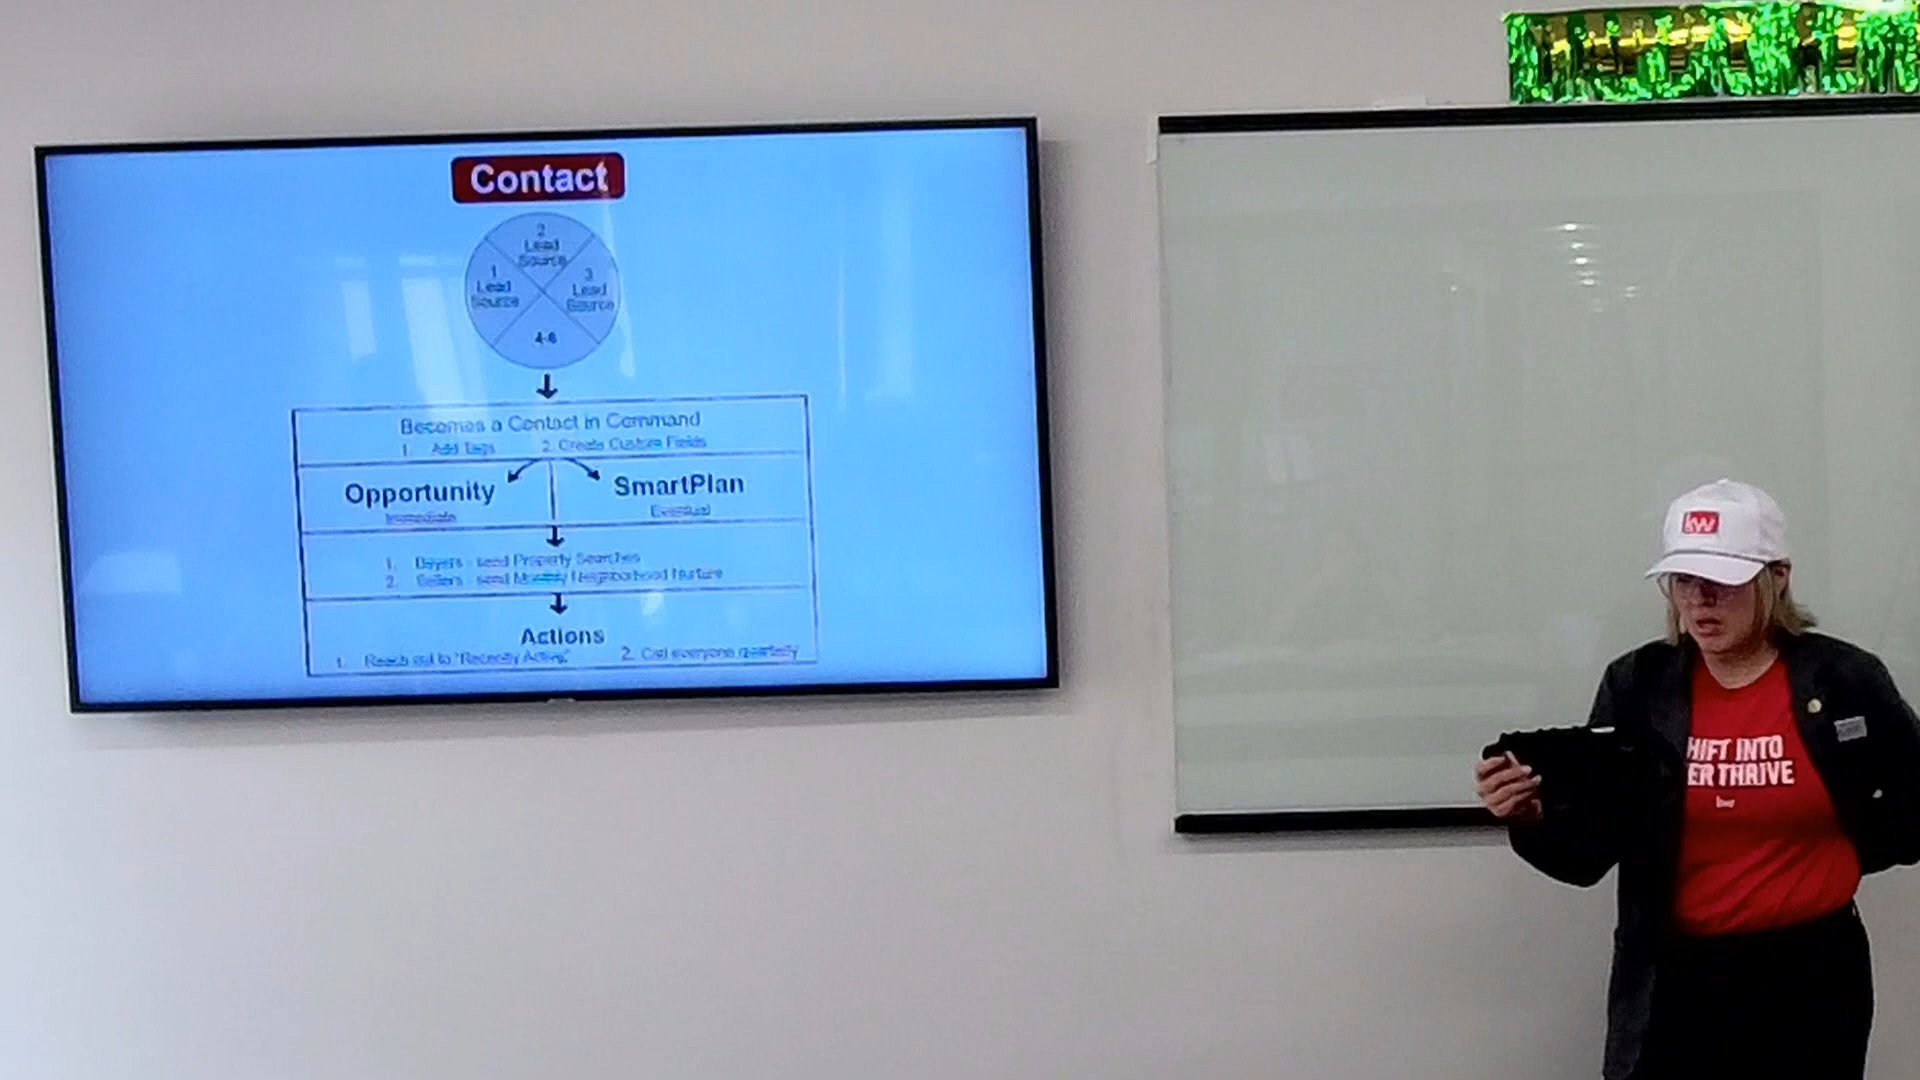 Contact
2
Lead
Source
1
Lead
Source
3
Lead
Source
4-6
Becomes a Contact in Command
1. Add Tags 2. Create Custom Fields
Opportunity
Immediate
SmartPlan
Eventual
1. Buyers - send Property Searches
2. Sellers - send Monthly Neighborhood Nurture
Actions
1. Reach out to "Recently Active" 2. Call everyone quarterly
kw
HIFT INTO
ER THRIVE
kw